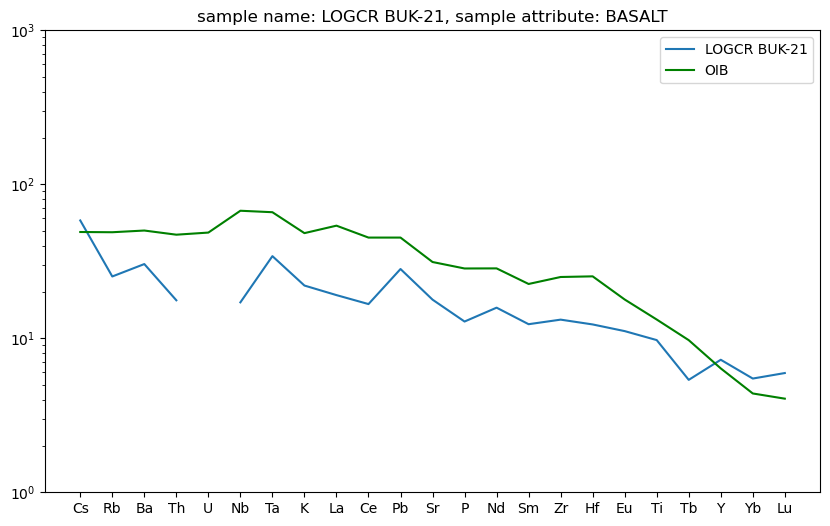 sample name: LOGCR BUK-21, sample attribute: BASALT
LOGCR BUK-21
OIB
10³
10²
10¹
10⁰
Cs Rb Ba Th U Nb Ta K La Ce Pb Sr P Nd Sm Zr Hf Eu Ti Tb Y Yb Lu